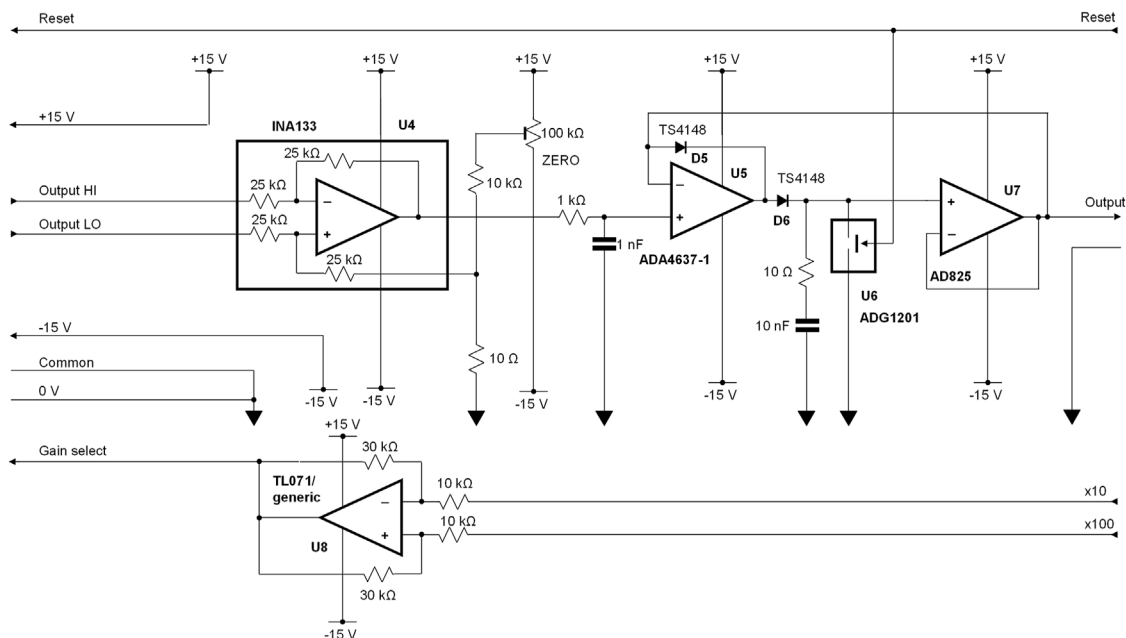 Reset
Reset
+15 V
+15 V
+15 V
+15 V
+15 V
+15 V
INA133
U4
25 kΩ
100 kΩ
ZERO
TS4148
D5
U5
TS4148
D6
U7
Output HI
25 kΩ
10 kΩ
−
+
1 kΩ
−
+
+
−
Output
Output LO
25 kΩ
25 kΩ
1 nF
ADA4637-1
10 Ω
U6
ADG1201
AD825
10 nF
-15 V
10 Ω
Common
0 V
-15 V
-15 V
-15 V
-15 V
-15 V
+15 V
Gain select
30 kΩ
TL071/
generic
−
+
U8
10 kΩ
x10
10 kΩ
x100
30 kΩ
-15 V